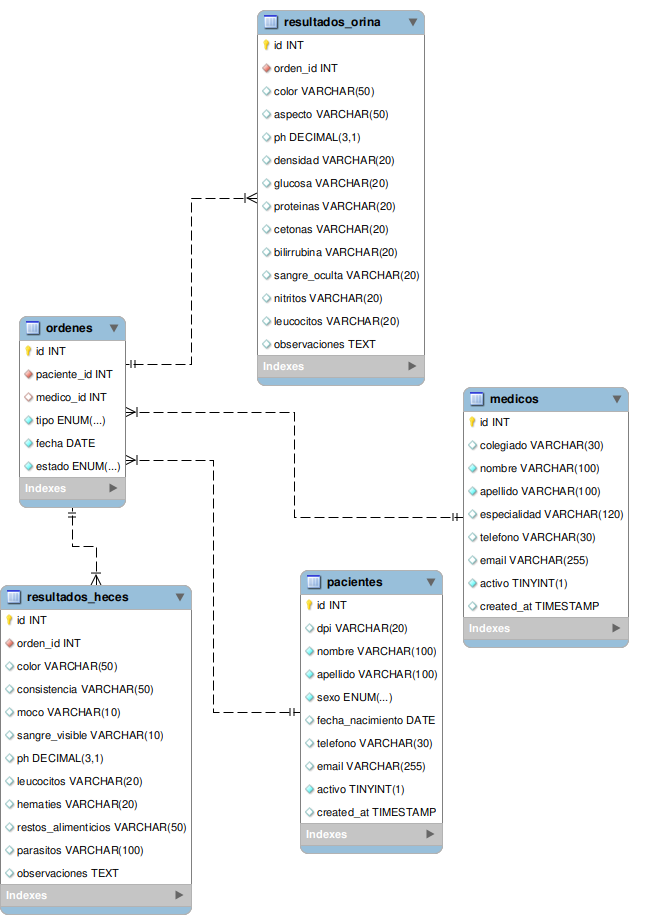 resultados_orina
id INT
orden_id INT
color VARCHAR(50)
aspecto VARCHAR(50)
ph DECIMAL(3,1)
densidad VARCHAR(20)
glucosa VARCHAR(20)
proteinas VARCHAR(20)
cetonas VARCHAR(20)
bilirrubina VARCHAR(20)
sangre_oculta VARCHAR(20)
nitritos VARCHAR(20)
leucocitos VARCHAR(20)
observaciones TEXT
Indexes
ordenes
id INT
paciente_id INT
medico_id INT
tipo ENUM(...)
fecha DATE
estado ENUM(...)
Indexes
medicos
id INT
colegiado VARCHAR(30)
nombre VARCHAR(100)
apellido VARCHAR(100)
especialidad VARCHAR(120)
telefono VARCHAR(30)
email VARCHAR(255)
activo TINYINT(1)
created_at TIMESTAMP
Indexes
pacientes
id INT
dpi VARCHAR(20)
nombre VARCHAR(100)
apellido VARCHAR(100)
sexo ENUM(...)
fecha_nacimiento DATE
telefono VARCHAR(30)
email VARCHAR(255)
activo TINYINT(1)
created_at TIMESTAMP
Indexes
resultados_heces
id INT
orden_id INT
color VARCHAR(50)
consistencia VARCHAR(50)
moco VARCHAR(10)
sangre_visible VARCHAR(10)
ph DECIMAL(3,1)
leucocitos VARCHAR(20)
hematies VARCHAR(20)
restos_alimenticios VARCHAR(50)
parasitos VARCHAR(100)
observaciones TEXT
Indexes